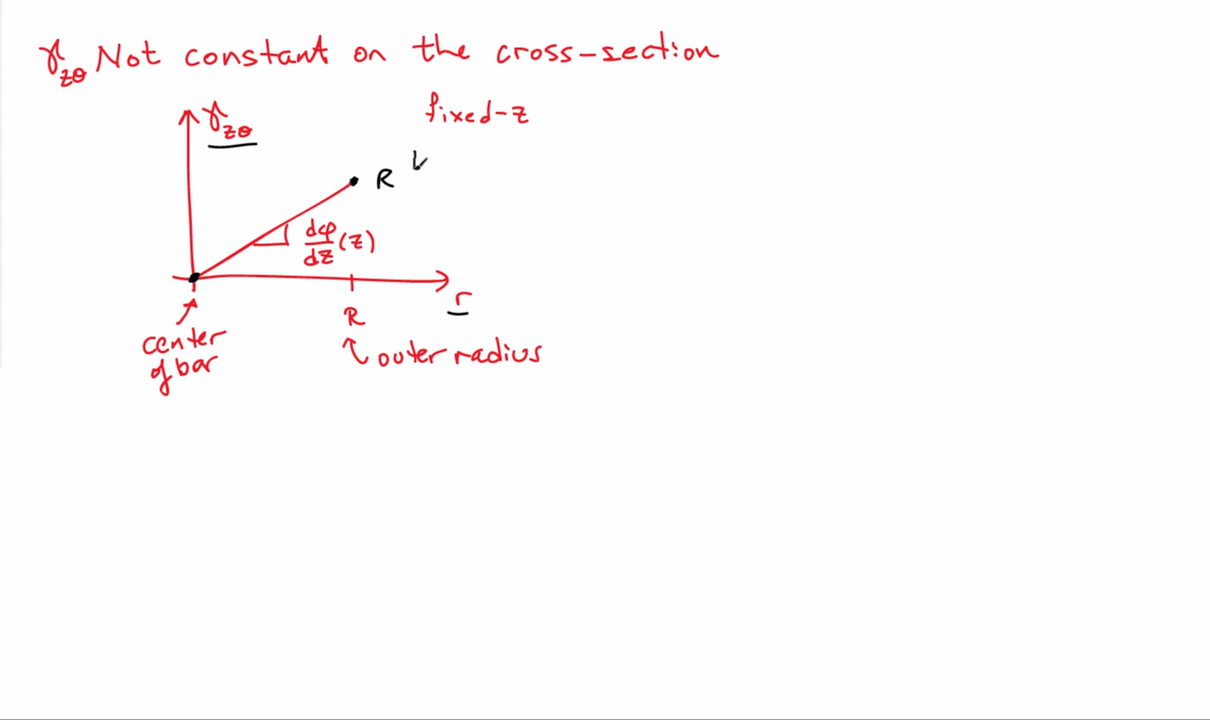 γzθ Not constant on the cross-section
fixed-z
γzθ
R
dφ/dz (z)
r
R
center
of bar
outer radius